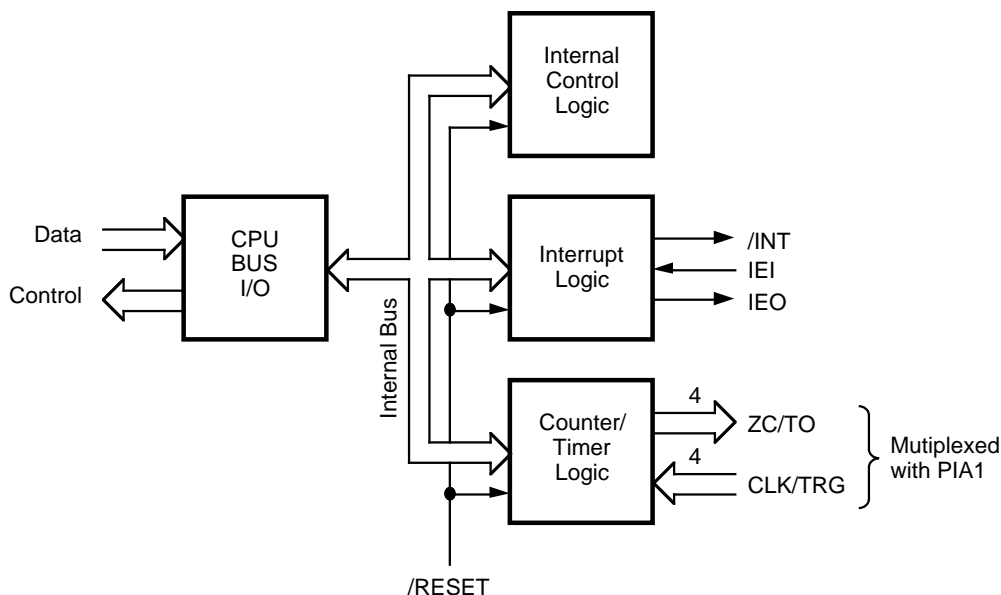 Internal
Control
Logic
Data
Control
CPU
BUS
I/O
Interrupt
Logic
/INT
IEI
IEO
Internal Bus
Counter/
Timer
Logic
4
ZC/TO
4
CLK/TRG
Mutiplexed
with PIA1
/RESET